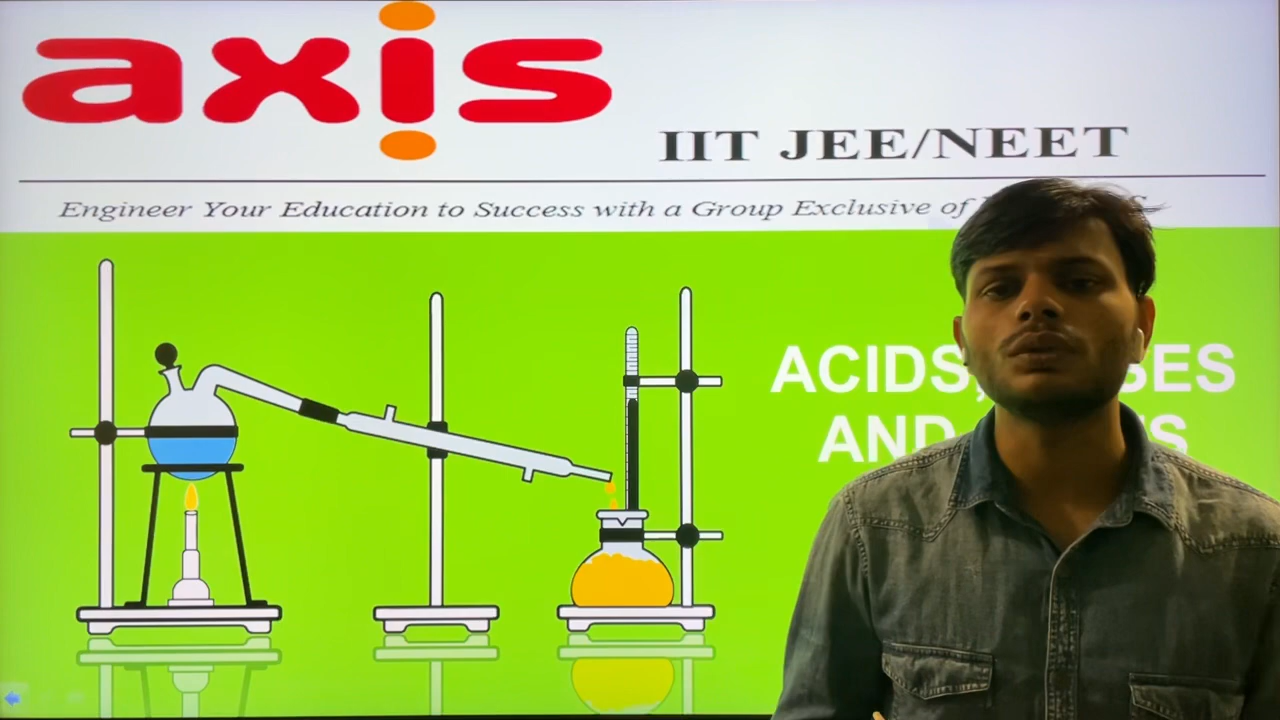 axis
IIT JEE/NEET
Engineer Your Education to Success with a Group Exclusive of
ACIDS,
AND